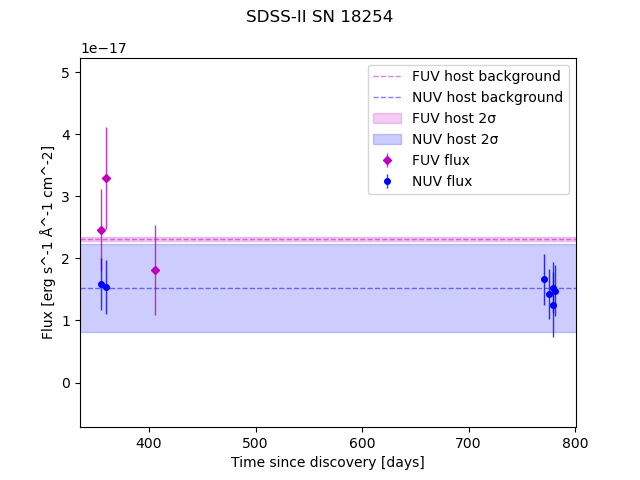 SDSS-II SN 18254
1e−17
5
4
3
2
1
0
Flux [erg s^-1 Å^-1 cm^-2]
FUV host background
NUV host background
FUV host 2σ
NUV host 2σ
FUV flux
NUV flux
400 500 600 700 800
Time since discovery [days]